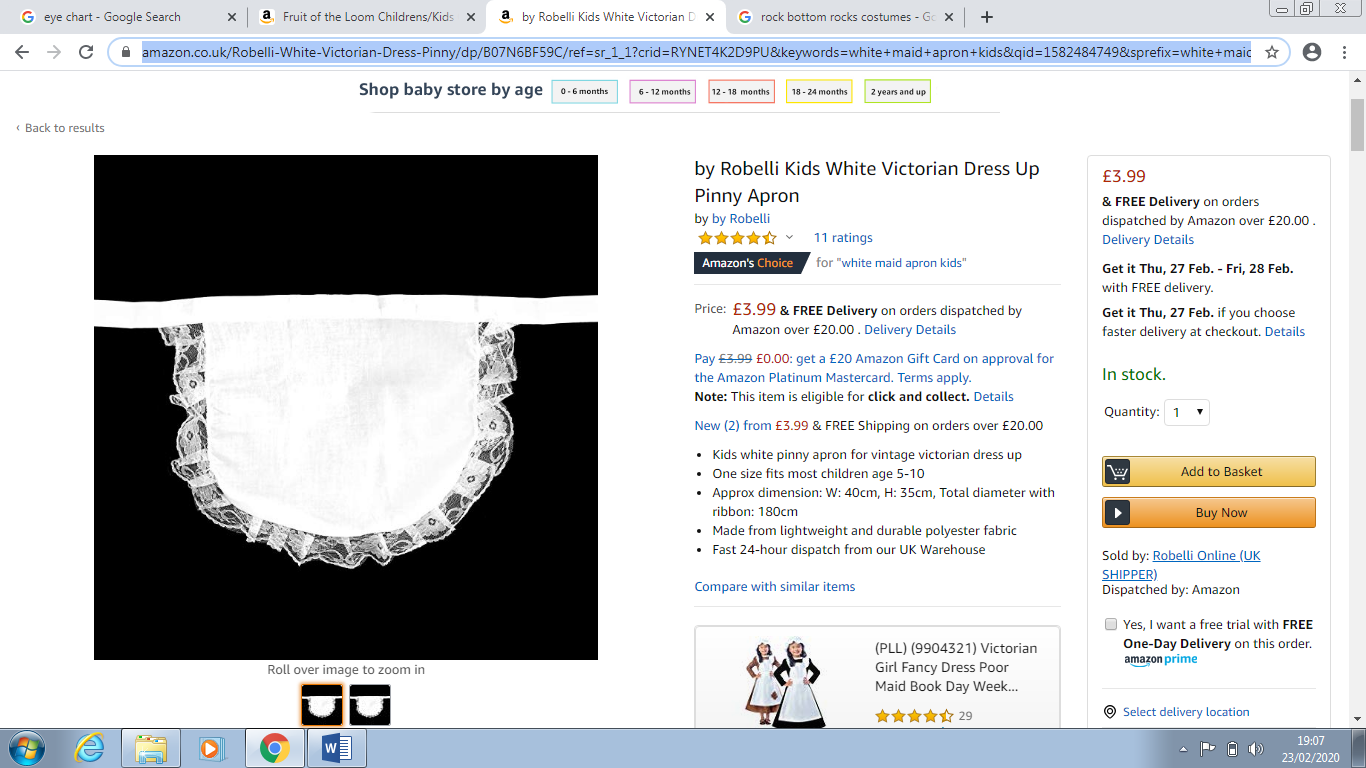 eye chart - Google Search
Fruit of the Loom Childrens/Kids
by Robelli Kids White Victorian D
rock bottom rocks costumes - Go
amazon.co.uk/Robelli-White-Victorian-Dress-Pinny/dp/B07N6BF59C/ref=sr_1_1?crid=RYNET4K2D9PU&keywords=white+maid+apron+kids&qid=1582484749&sprefix=white+maid
Shop baby store by age
0 - 6 months
6 - 12 months
12 - 18 months
18 - 24 months
2 years and up
‹ Back to results
Roll over image to zoom in
by Robelli Kids White Victorian Dress Up
Pinny Apron
by by Robelli
11 ratings
Amazon's Choice for "white maid apron kids"
Price: £3.99 & FREE Delivery on orders dispatched by
Amazon over £20.00 . Delivery Details
Pay £3.99 £0.00: get a £20 Amazon Gift Card on approval for
the Amazon Platinum Mastercard. Terms apply.
Note: This item is eligible for click and collect. Details
New (2) from £3.99 & FREE Shipping on orders over £20.00
• Kids white pinny apron for vintage victorian dress up
• One size fits most children age 5-10
• Approx dimension: W: 40cm, H: 35cm, Total diameter with
ribbon: 180cm
• Made from lightweight and durable polyester fabric
• Fast 24-hour dispatch from our UK Warehouse
Compare with similar items
(PLL) (9904321) Victorian
Girl Fancy Dress Poor
Maid Book Day Week...
29
£3.99
& FREE Delivery on orders
dispatched by Amazon over £20.00 .
Delivery Details
Get it Thu, 27 Feb. - Fri, 28 Feb.
with FREE delivery.
Get it Thu, 27 Feb. if you choose
faster delivery at checkout. Details
In stock.
Quantity: 1
Add to Basket
Buy Now
Sold by: Robelli Online (UK
SHIPPER)
Dispatched by: Amazon
Yes, I want a free trial with FREE
One-Day Delivery on this order.
amazon prime
Select delivery location
19:07
23/02/2020